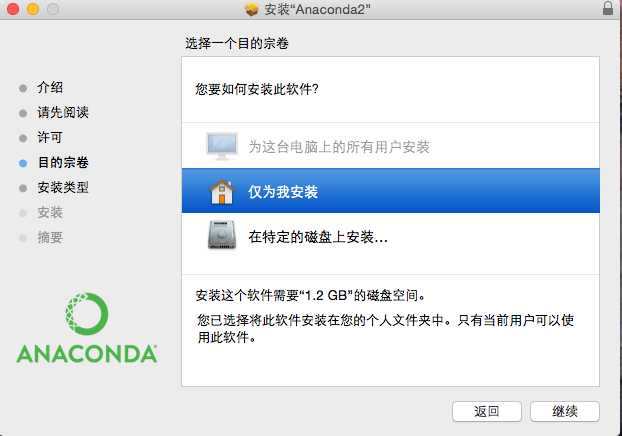 安装“Anaconda2”
选择一个目的宗卷
介绍
请先阅读
许可
目的宗卷
安装类型
安装
摘要
您要如何安装此软件？
为这台电脑上的所有用户安装
仅为我安装
在特定的磁盘上安装...
安装这个软件需要“1.2 GB”的磁盘空间。
您已选择将此软件安装在您的个人文件夹中。只有当前用户可以使
用此软件。
ANACONDA
返回
继续